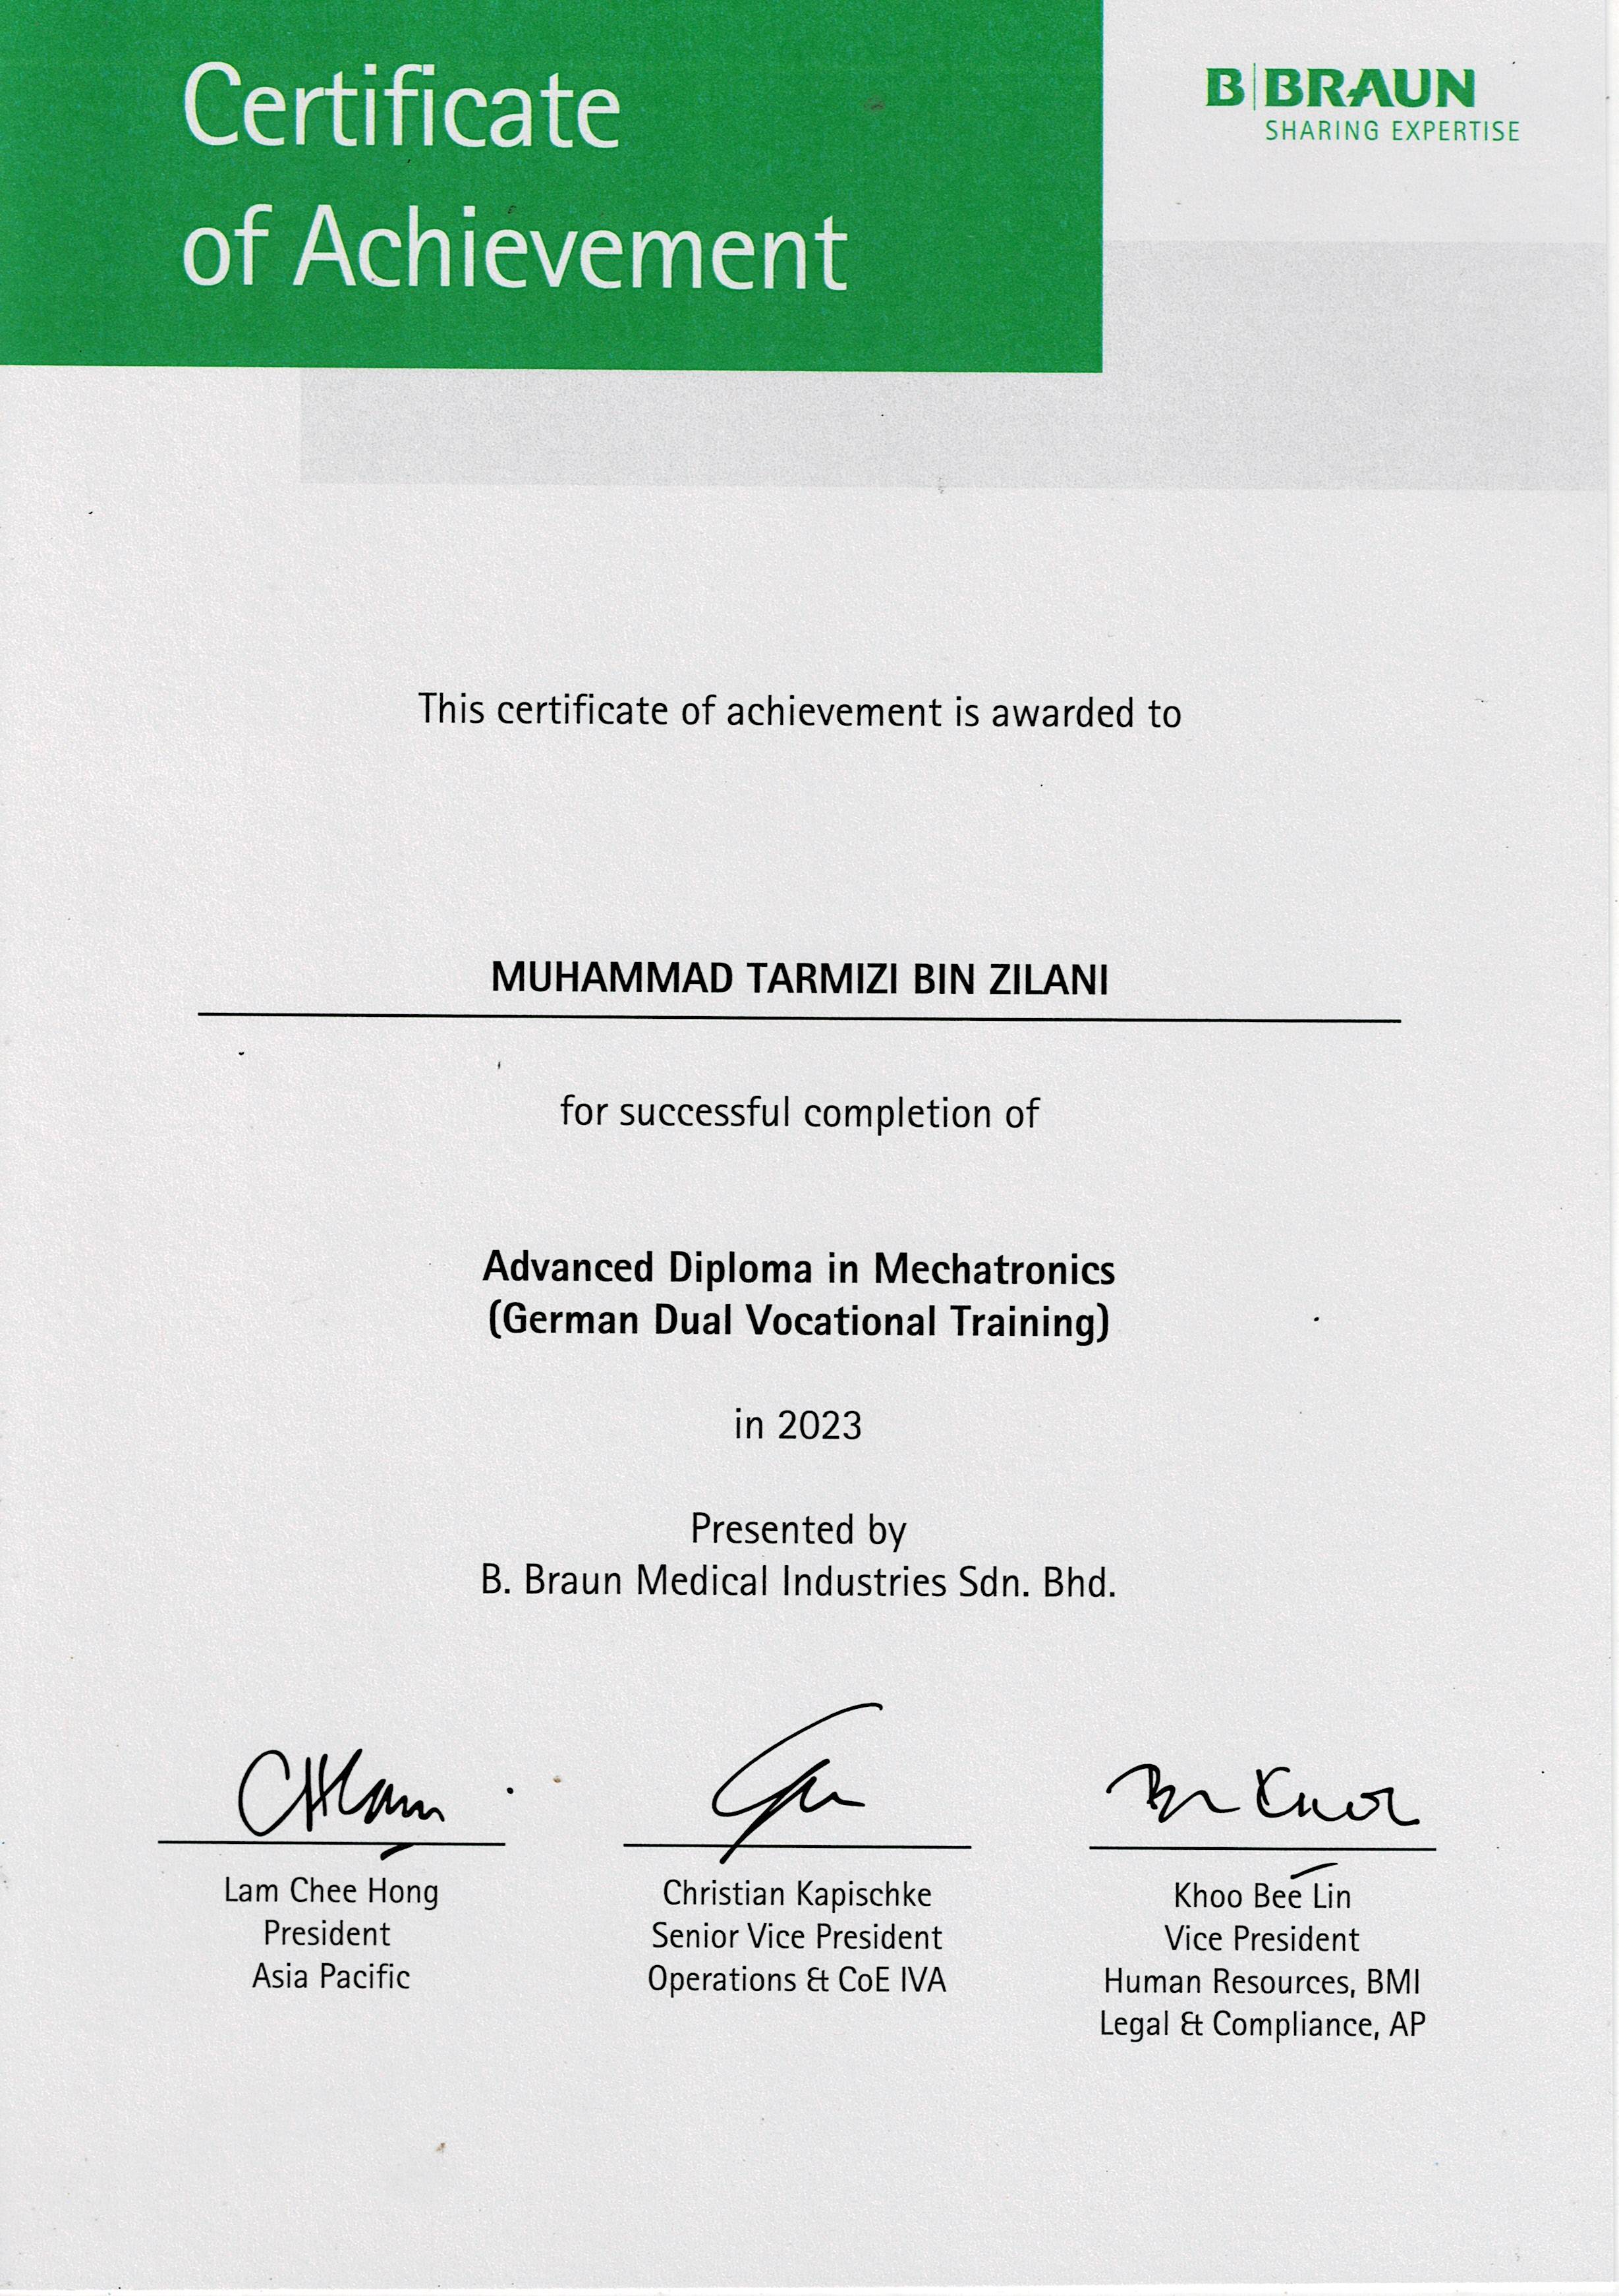 Certificate
of Achievement
B|BRAUN
SHARING EXPERTISE
This certificate of achievement is awarded to
MUHAMMAD TARMIZI BIN ZILANI
for successful completion of
Advanced Diploma in Mechatronics
(German Dual Vocational Training)
in 2023
Presented by
B. Braun Medical Industries Sdn. Bhd.
Lam Chee Hong
President
Asia Pacific
Christian Kapischke
Senior Vice President
Operations & CoE IVA
Khoo Bee Lin
Vice President
Human Resources, BMI
Legal & Compliance, AP